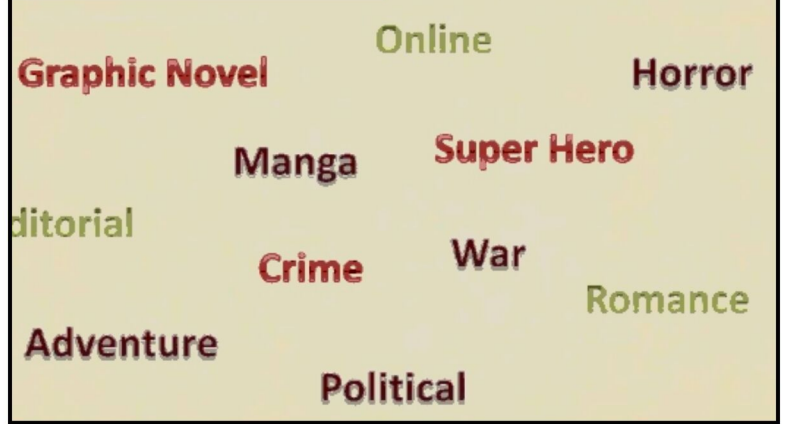 Online
Graphic Novel
Horror
Super Hero
Manga
ditorial
War
Crime
Romance
Adventure
Political